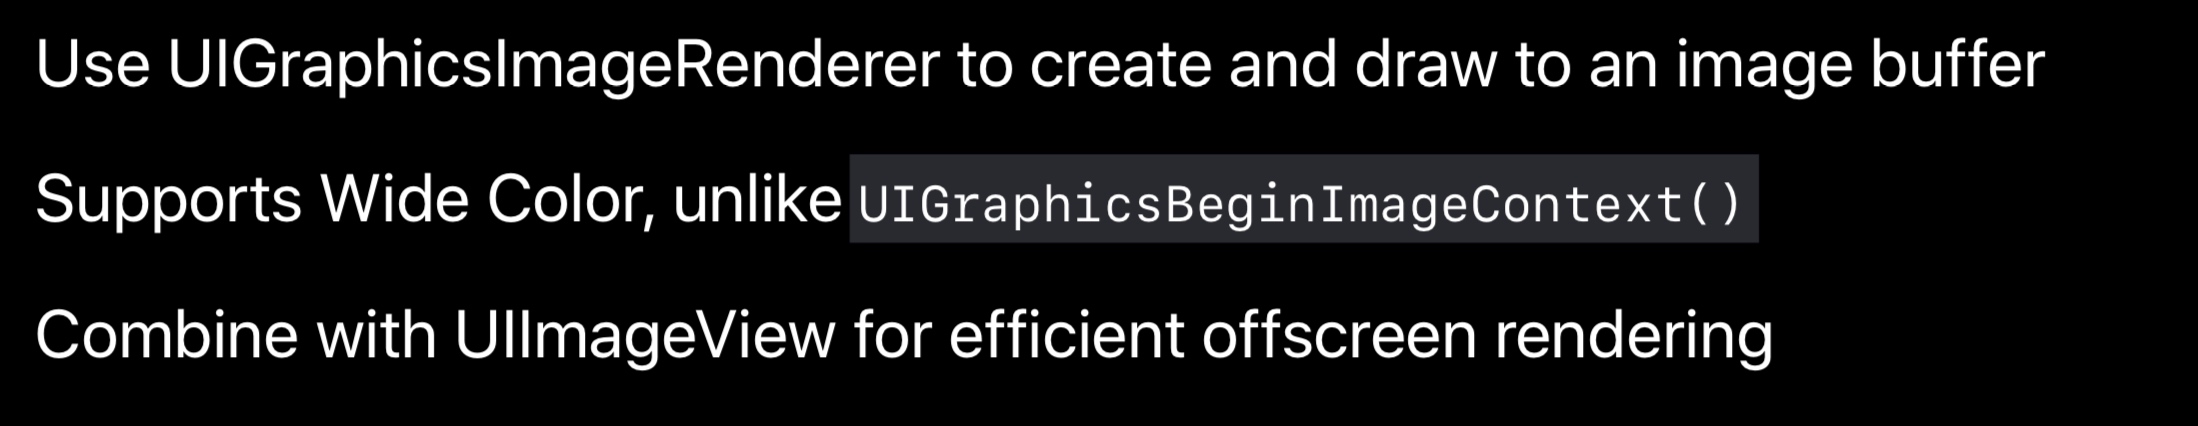 Use UIGraphicsImageRenderer to create and draw to an image buffer
Supports Wide Color, unlike UIGraphicsBeginImageContext()
Combine with UIImageView for efficient offscreen rendering